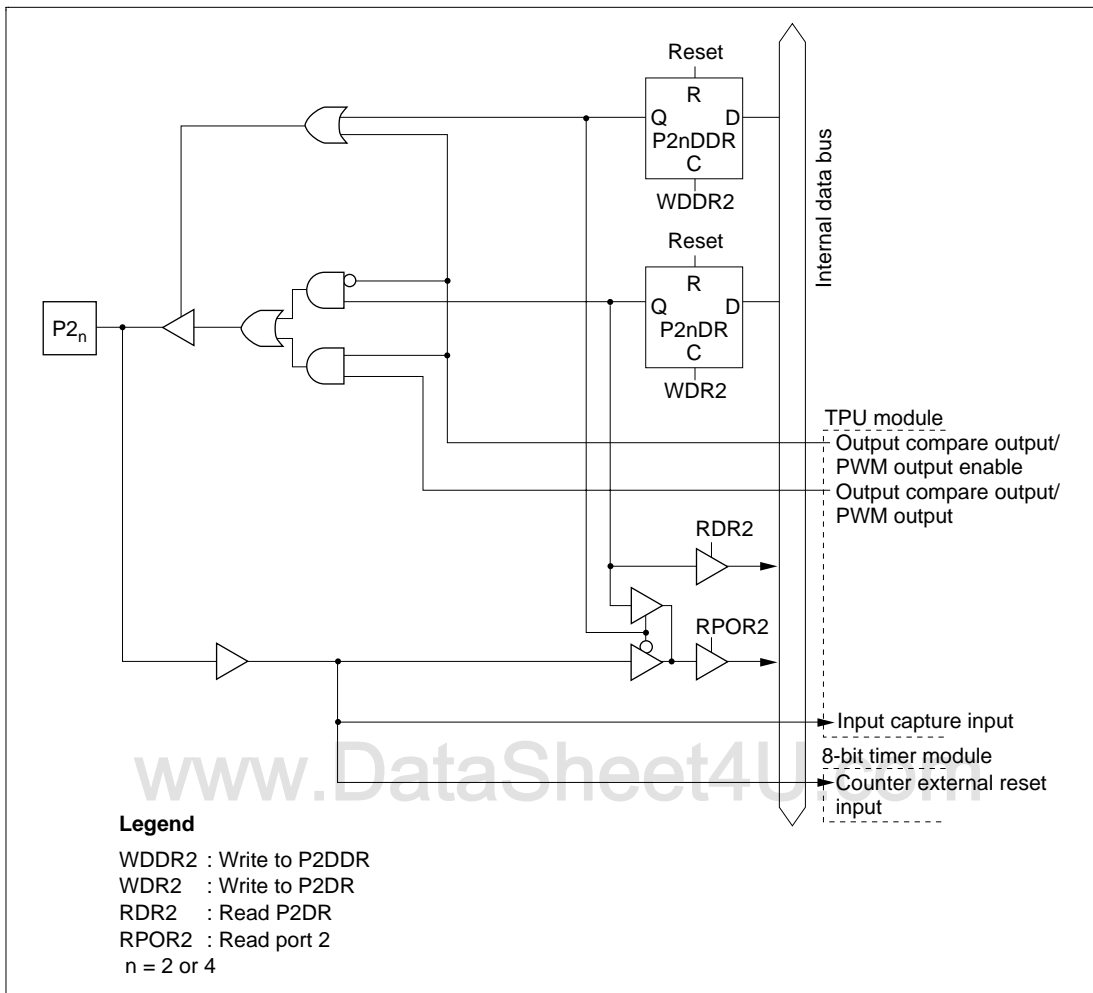 Reset
R
Q D
P2nDDR
C
WDDR2
Reset
R
Q D
P2nDR
C
WDR2
Internal data bus
P2n
TPU module
Output compare output/
PWM output enable
Output compare output/
PWM output
RDR2
RPOR2
Input capture input
8-bit timer module
Counter external reset
input
www.DataSheet4U.com
Legend
WDDR2 : Write to P2DDR
WDR2 : Write to P2DR
RDR2 : Read P2DR
RPOR2 : Read port 2
n = 2 or 4